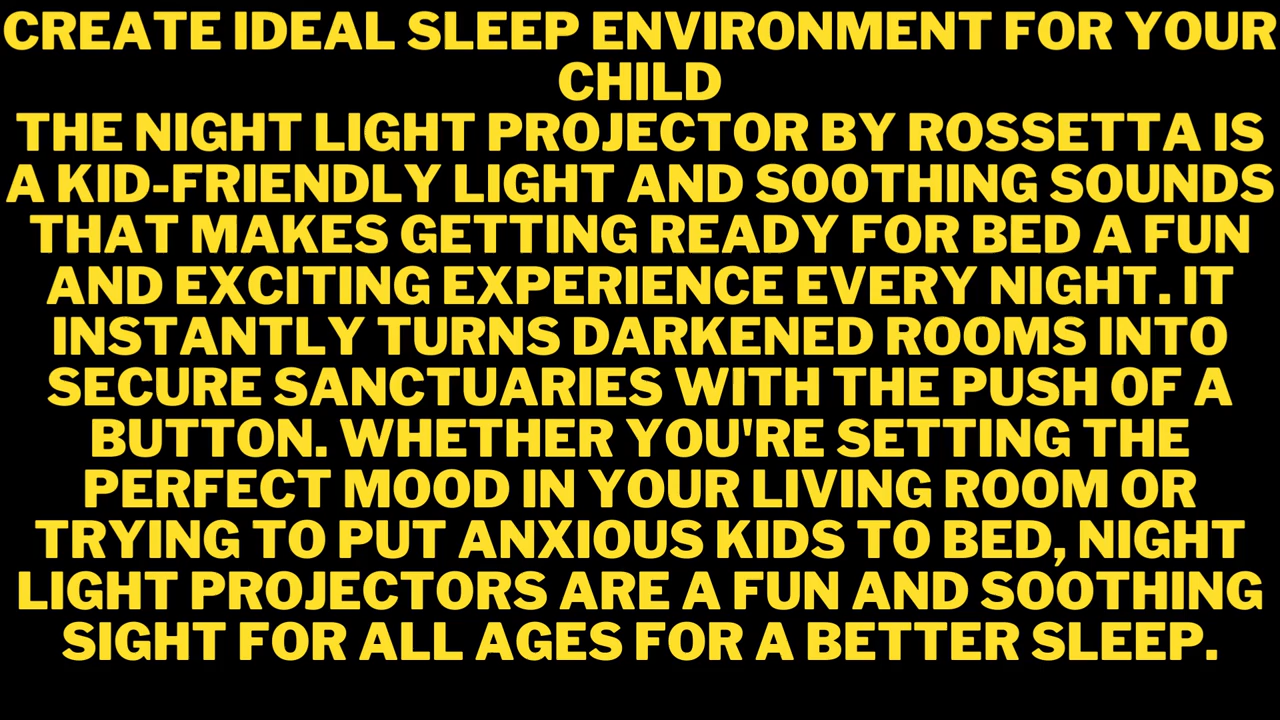 CREATE IDEAL SLEEP ENVIRONMENT FOR YOUR
CHILD
THE NIGHT LIGHT PROJECTOR BY ROSSETTA IS
A KID-FRIENDLY LIGHT AND SOOTHING SOUNDS
THAT MAKES GETTING READY FOR BED A FUN
AND EXCITING EXPERIENCE EVERY NIGHT. IT
INSTANTLY TURNS DARKENED ROOMS INTO
SECURE SANCTUARIES WITH THE PUSH OF A
BUTTON. WHETHER YOU'RE SETTING THE
PERFECT MOOD IN YOUR LIVING ROOM OR
TRYING TO PUT ANXIOUS KIDS TO BED, NIGHT
LIGHT PROJECTORS ARE A FUN AND SOOTHING
SIGHT FOR ALL AGES FOR A BETTER SLEEP.